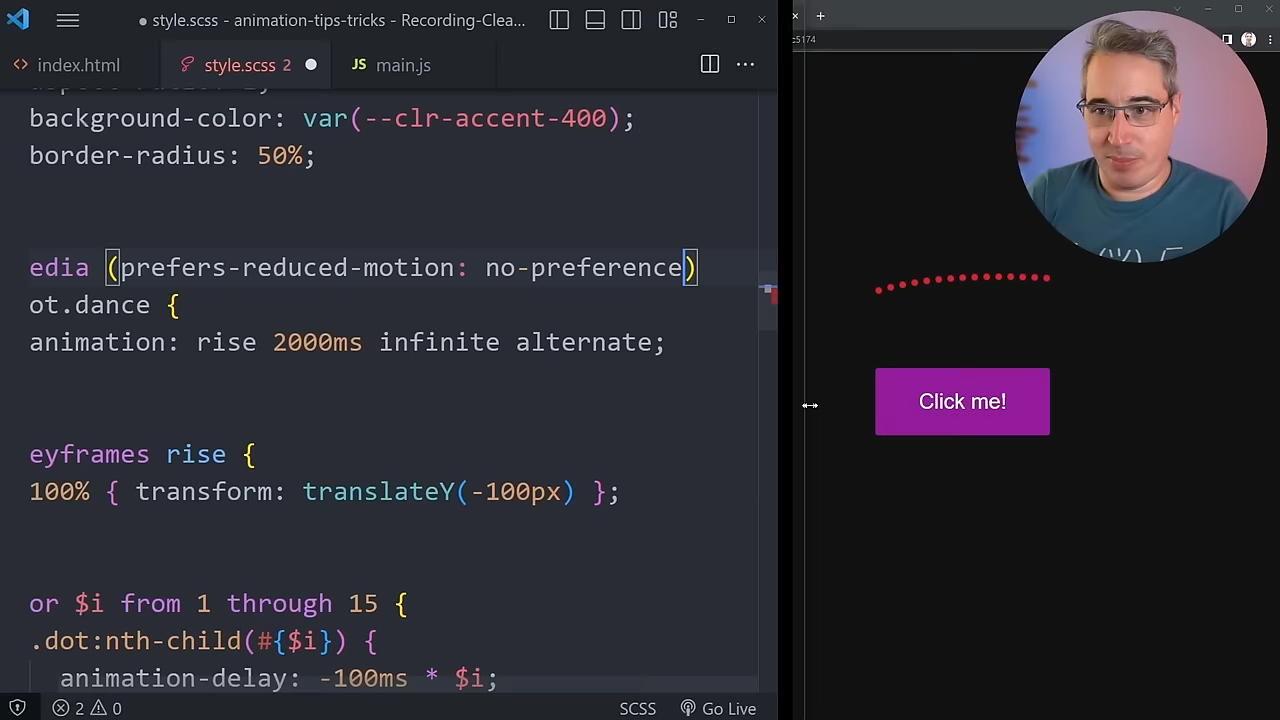 style.scss - animation-tips-tricks - Recording-Clea...
index.html
style.scss 2
JS main.js
background-color: var(--clr-accent-400);
border-radius: 50%;
edia (prefers-reduced-motion: no-preference)
ot.dance {
animation: rise 2000ms infinite alternate;
eyframes rise {
100% { transform: translateY(-100px) };
or $i from 1 through 15 {
.dot:nth-child(#{$i}) {
animation-delay: -100ms * $i;
2 0
SCSS
Go Live
5174
Click me!